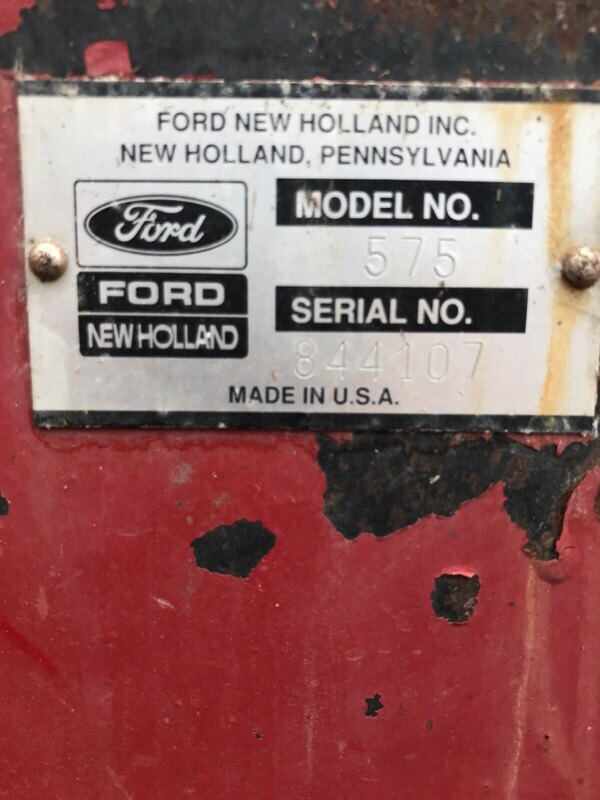 FORD NEW HOLLAND INC.
NEW HOLLAND, PENNSYLVANIA
Ford
FORD
NEW HOLLAND
MODEL NO.
575
SERIAL NO.
844107
MADE IN U.S.A.